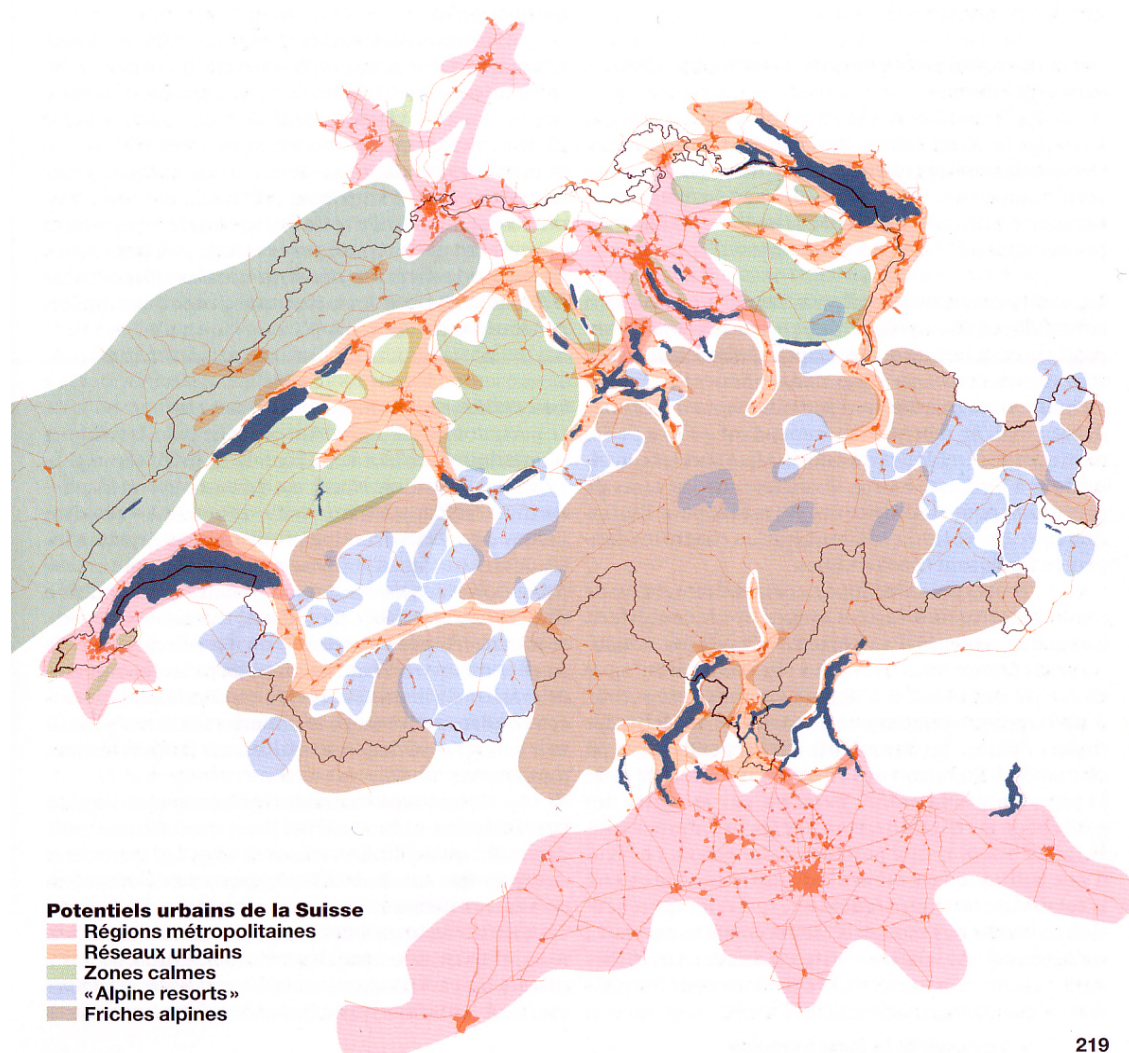 Potentiels urbains de la Suisse
Régions métropolitaines
Réseaux urbains
Zones calmes
«Alpine resorts»
Friches alpines
219